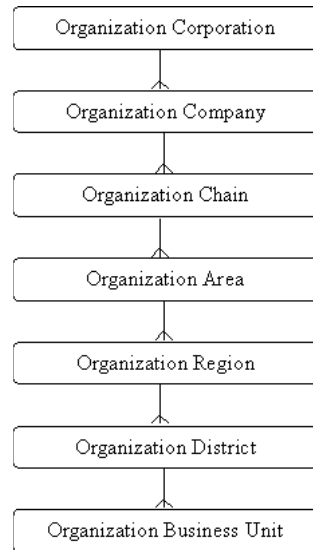 Organization Corporation
Organization Company
Organization Chain
Organization Area
Organization Region
Organization District
Organization Business Unit